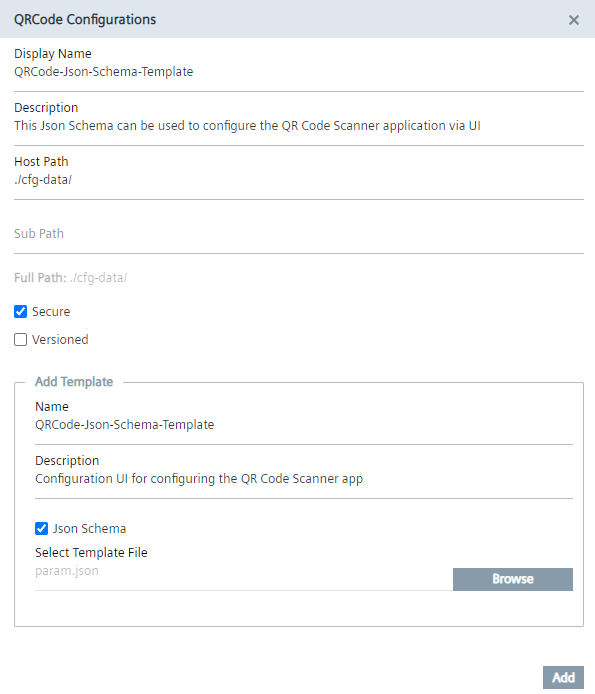 QRCode Configurations
Display Name
QRCode-Json-Schema-Template
Description
This Json Schema can be used to configure the QR Code Scanner application via UI
Host Path
./cfg-data/
Sub Path
Full Path: ./cfg-data/
Secure
Versioned
Add Template
Name
QRCode-Json-Schema-Template
Description
Configuration UI for configuring the QR Code Scanner app
Json Schema
Select Template File
param.json
Browse
Add